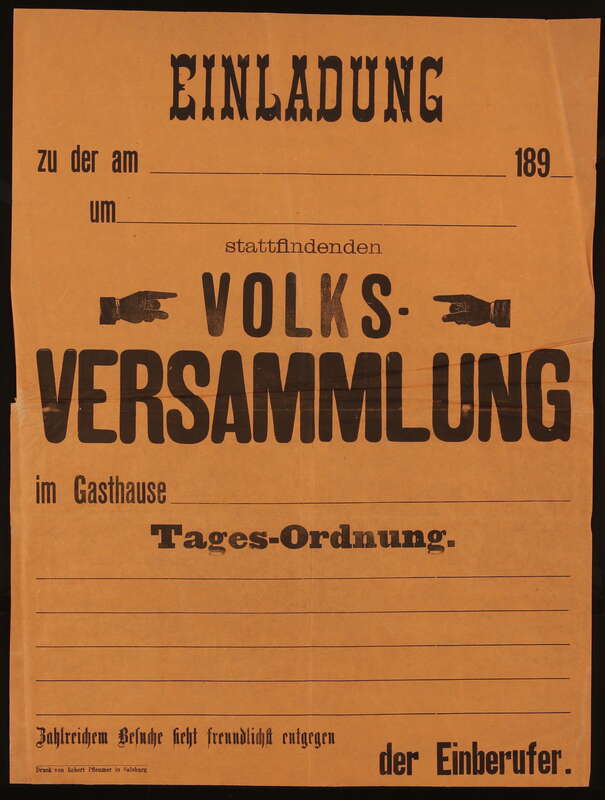 EINLADUNG
zu der am 189
um
stattfindenden
VOLKS-
VERSAMMLUNG
im Gasthause
Tages-Ordnung.
Zahlreichem Besuche sieht freundlichst entgegen
der Einberufer.
Druck von Robert Pflaumer in Salzburg